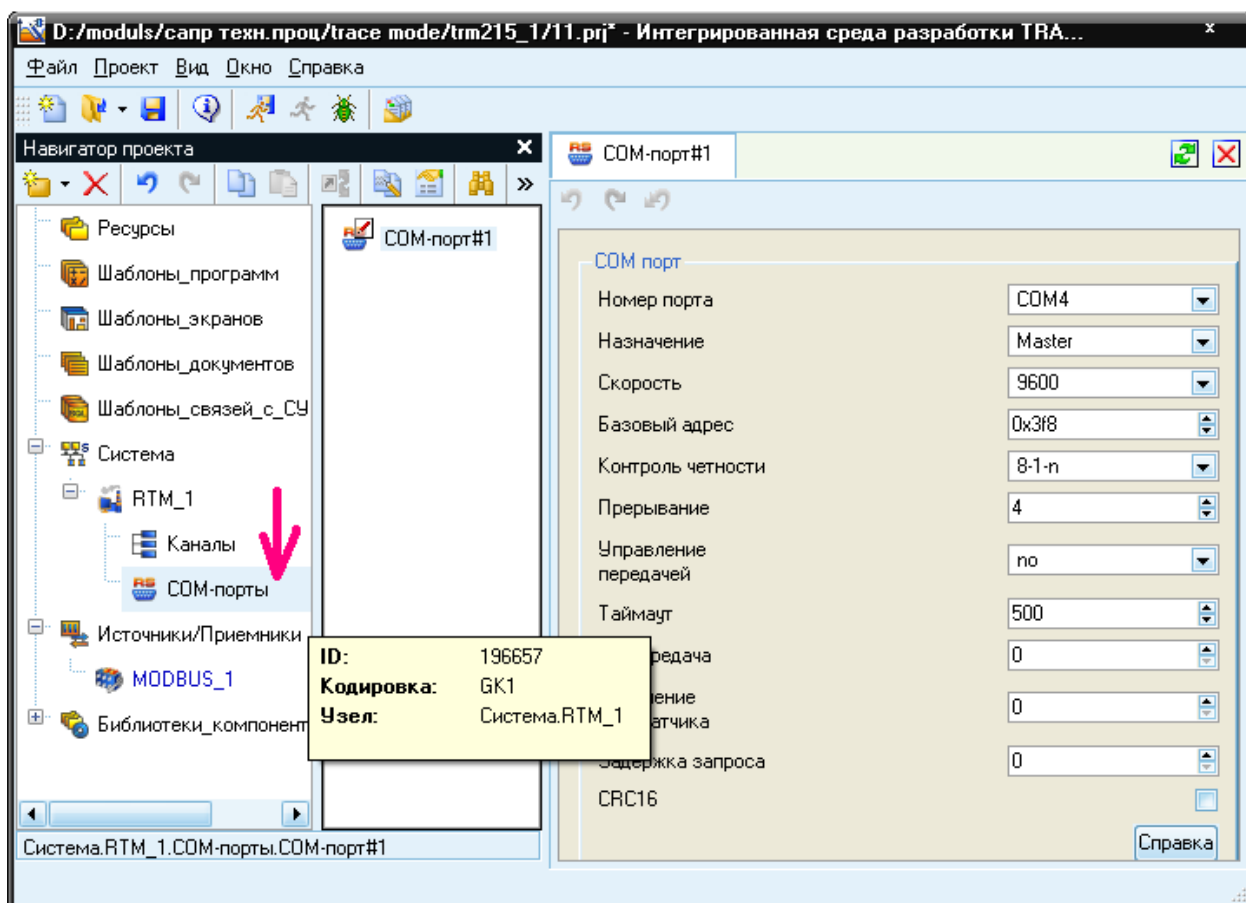 D:/moduls/сапр техн.проц/trace mode/trm215_1/11.prj* - Интегрированная среда разработки TRA...
Файл Проект Вид Окно Справка
Навигатор проекта
Ресурсы
Шаблоны_программ
Шаблоны_экранов
Шаблоны_документов
Шаблоны_связей_с_СУ
Система
RTM_1
Каналы
COM-порты
Источники/Приемники
MODBUS_1
Библиотеки_компонент
COM-порт#1
ID: 196657
Кодировка: GK1
Узел: Система.RTM_1
Система.RTM_1.COM-порты.COM-порт#1
COM-порт#1
COM порт
Номер порта COM4
Назначение Master
Скорость 9600
Базовый адрес 0x3f8
Контроль четности 8-1-n
Прерывание 4
Управление
передачей no
Таймаут 500
редача 0
ение
атчика 0
Задержка запроса 0
CRC16
Справка